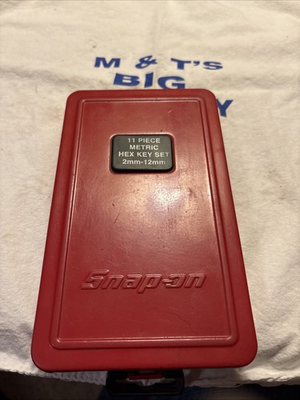 M & T'S
BIG
11 PIECE
METRIC
HEX KEY SET
2mm-12mm
Snap-on